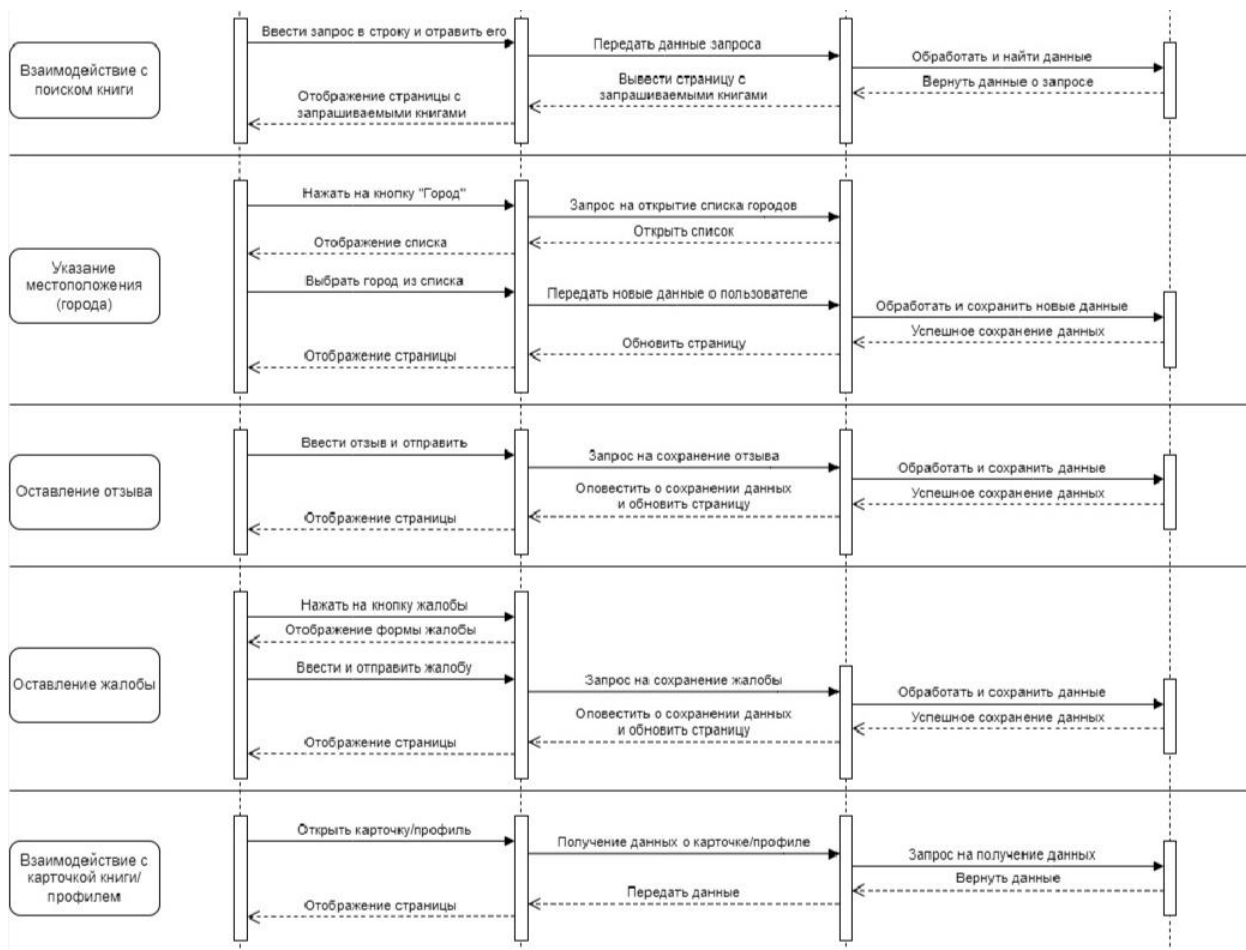 Ввести запрос в строку и отравить его
Передать данные запроса
Обработать и найти данные
Взаимодействие с
поиском книги
Вывести страницу с
запрашиваемыми книгами
Вернуть данные о запросе
Отображение страницы с
запрашиваемыми книгами
Нажать на кнопку "Город"
Запрос на открытие списка городов
Открыть список
Отображение списка
Указание
местоположения
(города)
Выбрать город из списка
Передать новые данные о пользователе
Обработать и сохранить новые данные
Успешное сохранение данных
Обновить страницу
Отображение страницы
Ввести отзыв и отправить
Запрос на сохранение отзыва
Обработать и сохранить данные
Оставление отзыва
Оповестить о сохранении данных
и обновить страницу
Успешное сохранение данных
Отображение страницы
Нажать на кнопку жалобы
Отображение формы жалобы
Ввести и отправить жалобу
Оставление жалобы
Запрос на сохранение жалобы
Обработать и сохранить данные
Оповестить о сохранении данных
и обновить страницу
Успешное сохранение данных
Отображение страницы
Открыть карточку/профиль
Получение данных о карточке/профиле
Запрос на получение данных
Взаимодействие с
карточкой книги/
профилем
Вернуть данные
Передать данные
Отображение страницы